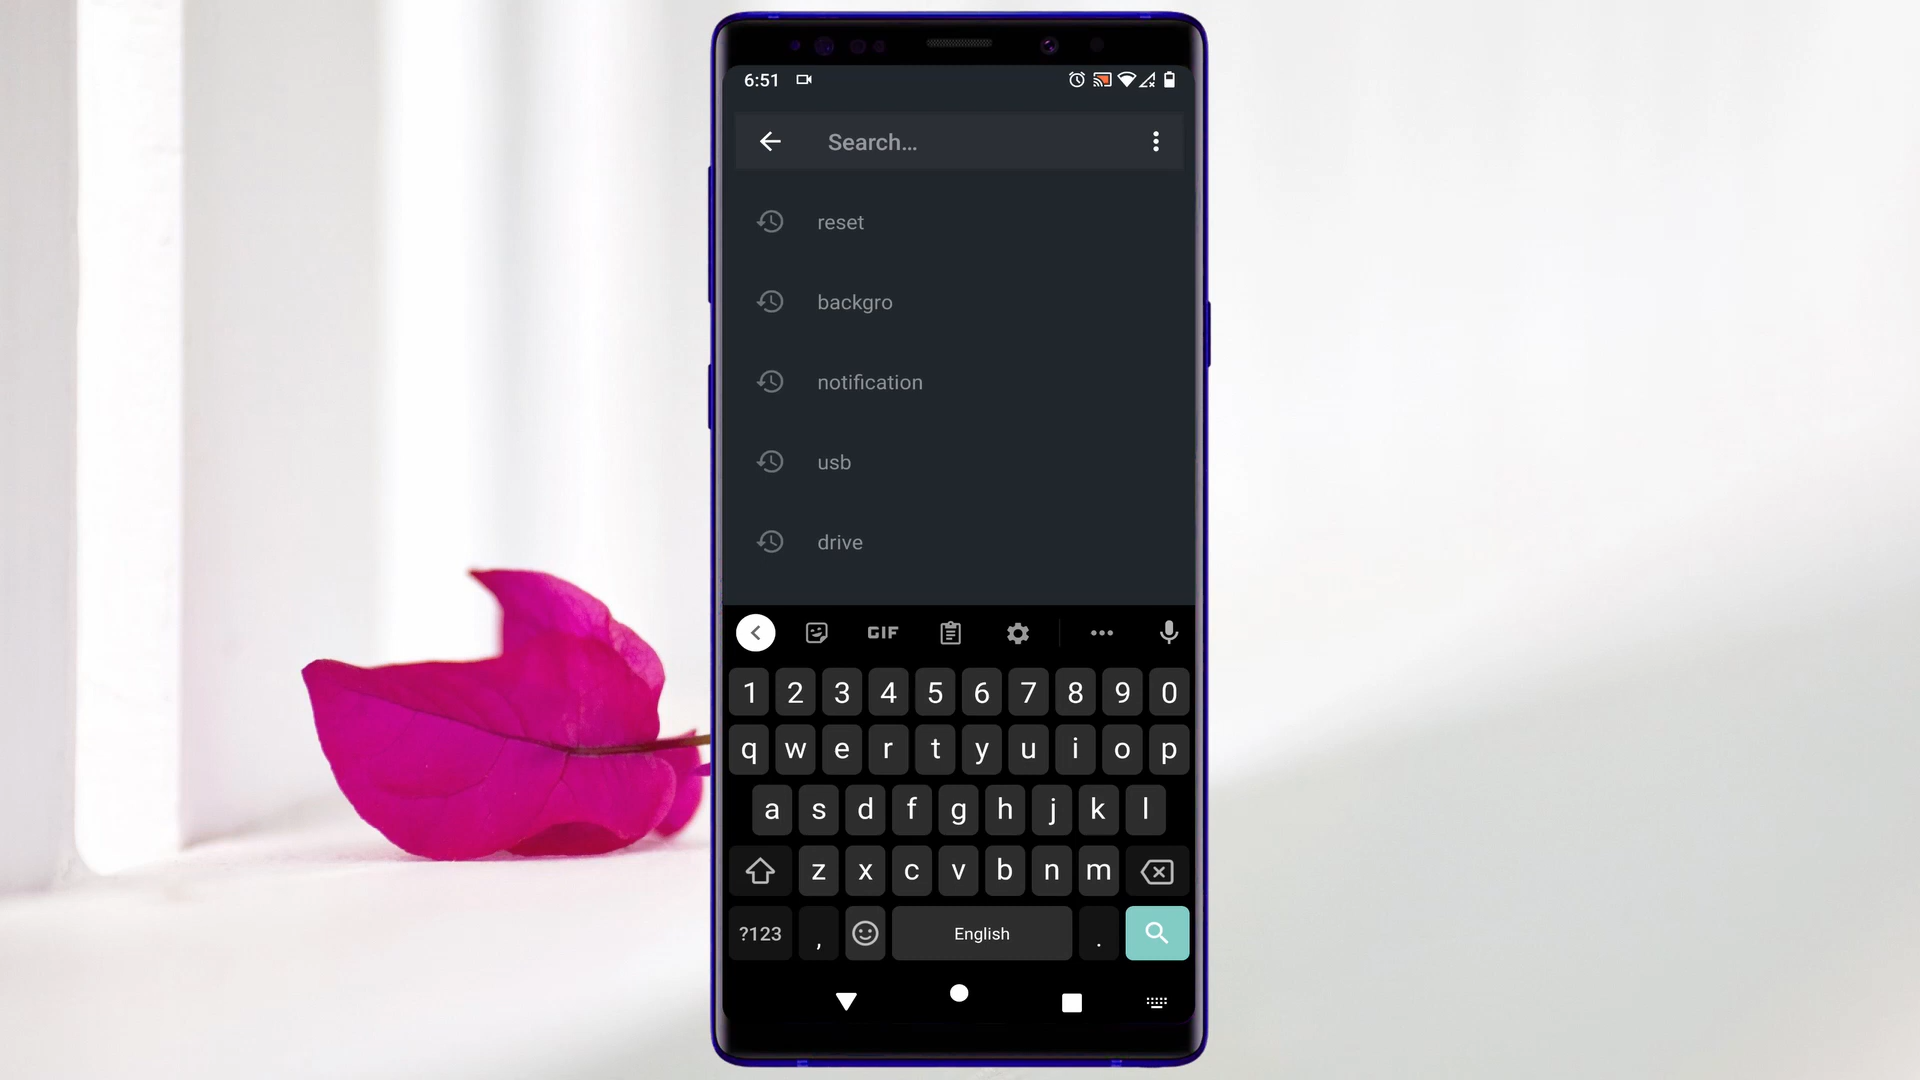 6:51
Search...
reset
backgro
notification
usb
drive
GIF
1 2 3 4 5 6 7 8 9 0
q w e r t y u i o p
a s d f g h j k l
z x c v b n m
?123 , English .